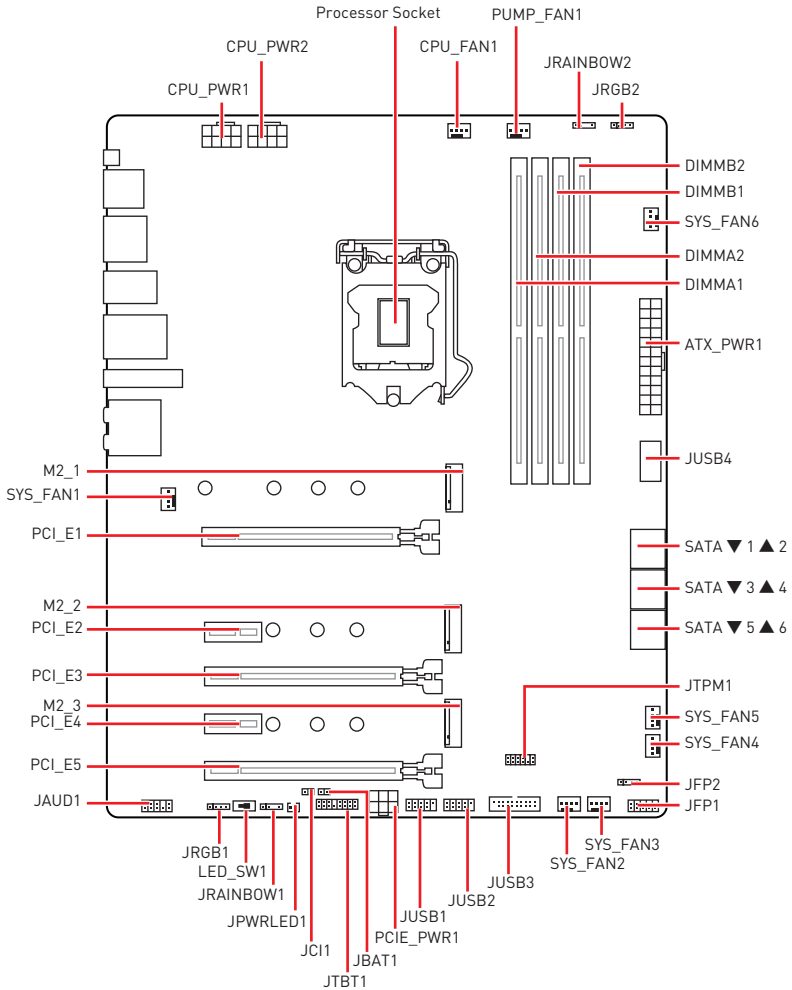 Processor Socket
PUMP_FAN1
CPU_PWR2
CPU_FAN1
JRAINBOW2
CPU_PWR1
JRGB2
DIMMB2
DIMMB1
SYS_FAN6
DIMMA2
DIMMA1
ATX_PWR1
M2_1
JUSB4
SYS_FAN1
PCI_E1
SATA ▼ 1 ▲ 2
SATA ▼ 3 ▲ 4
M2_2
PCI_E2
SATA ▼ 5 ▲ 6
PCI_E3
JTPM1
M2_3
PCI_E4
SYS_FAN5
SYS_FAN4
PCI_E5
JFP2
JAUD1
JFP1
JRGB1
SYS_FAN3
LED_SW1
SYS_FAN2
JRAINBOW1
JUSB3
JPWRLED1
JUSB2
JUSB1
JCI1
PCIE_PWR1
JBAT1
JTBT1